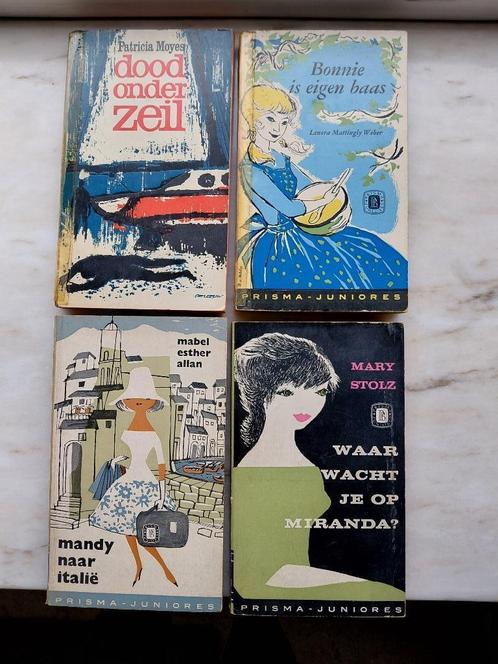 Patricia Moyes
dood
onder
zeil
Bonnie
is eigen baas
Lenora Mattingly Weber
PRISMA-JUNIORES
mabel
esther
allan
mandy
naar
italië
PRISMA-JUNIORES
MARY
STOLZ
WAAR
WACHT
JE OP
MIRANDA?
PRISMA-JUNIORES